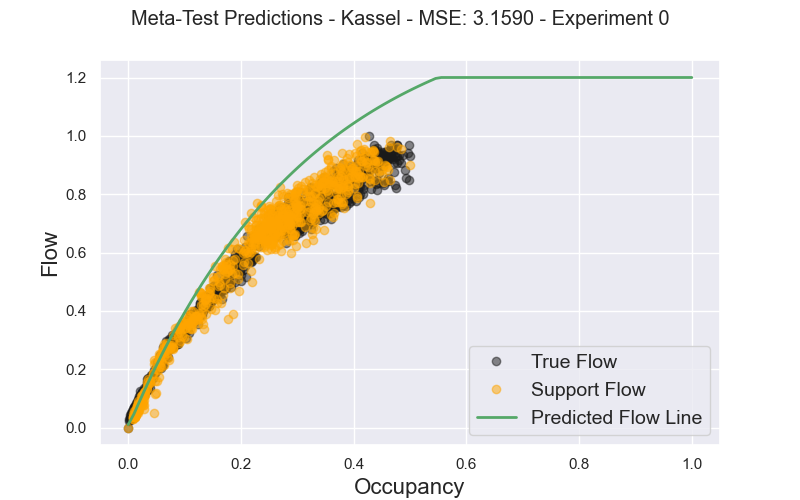 Meta-Test Predictions - Kassel - MSE: 3.1590 - Experiment 0
1.2
1.0
0.8
0.6
0.4
0.2
0.0
Flow
True Flow
Support Flow
Predicted Flow Line
0.0 0.2 0.4 0.6 0.8 1.0
Occupancy